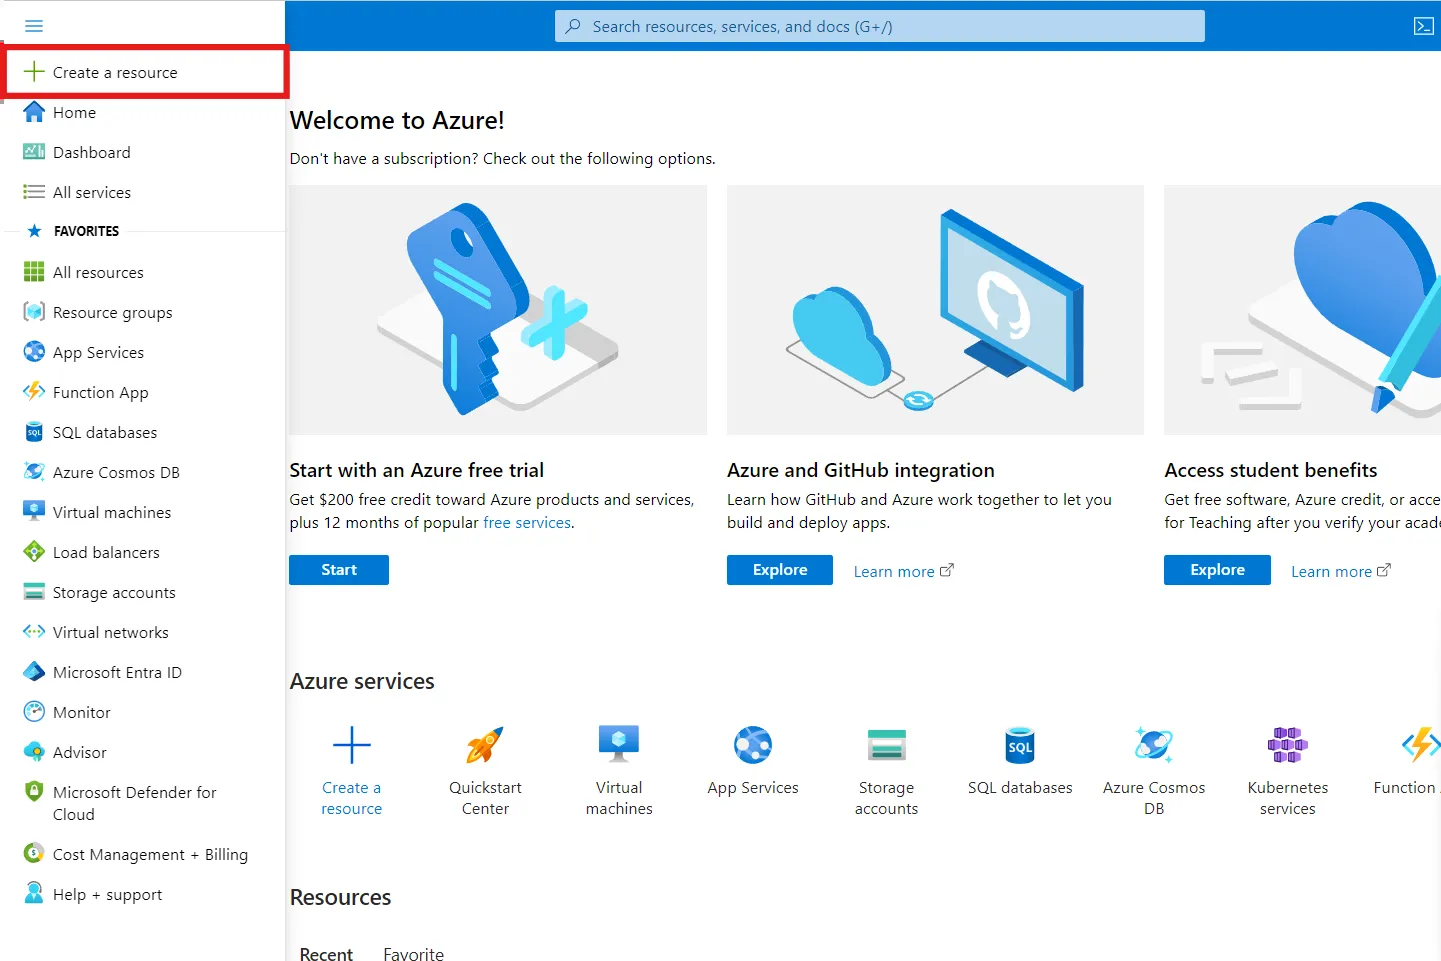 Search resources, services, and docs (G+/)
Create a resource
Home
Dashboard
All services
FAVORITES
All resources
Resource groups
App Services
Function App
SQL databases
Azure Cosmos DB
Virtual machines
Load balancers
Storage accounts
Virtual networks
Microsoft Entra ID
Monitor
Advisor
Microsoft Defender for
Cloud
Cost Management + Billing
Help + support
Welcome to Azure!
Don't have a subscription? Check out the following options.
Start with an Azure free trial
Get $200 free credit toward Azure products and services,
plus 12 months of popular free services.
Start
Azure and GitHub integration
Learn how GitHub and Azure work together to let you
build and deploy apps.
Explore
Learn more
Access student benefits
Get free software, Azure credit, or acce
for Teaching after you verify your acad
Explore
Learn more
Azure services
Create a
resource
Quickstart
Center
Virtual
machines
App Services
Storage
accounts
SQL
SQL databases
Azure Cosmos
DB
Kubernetes
services
Function
Resources
Recent
Favorite